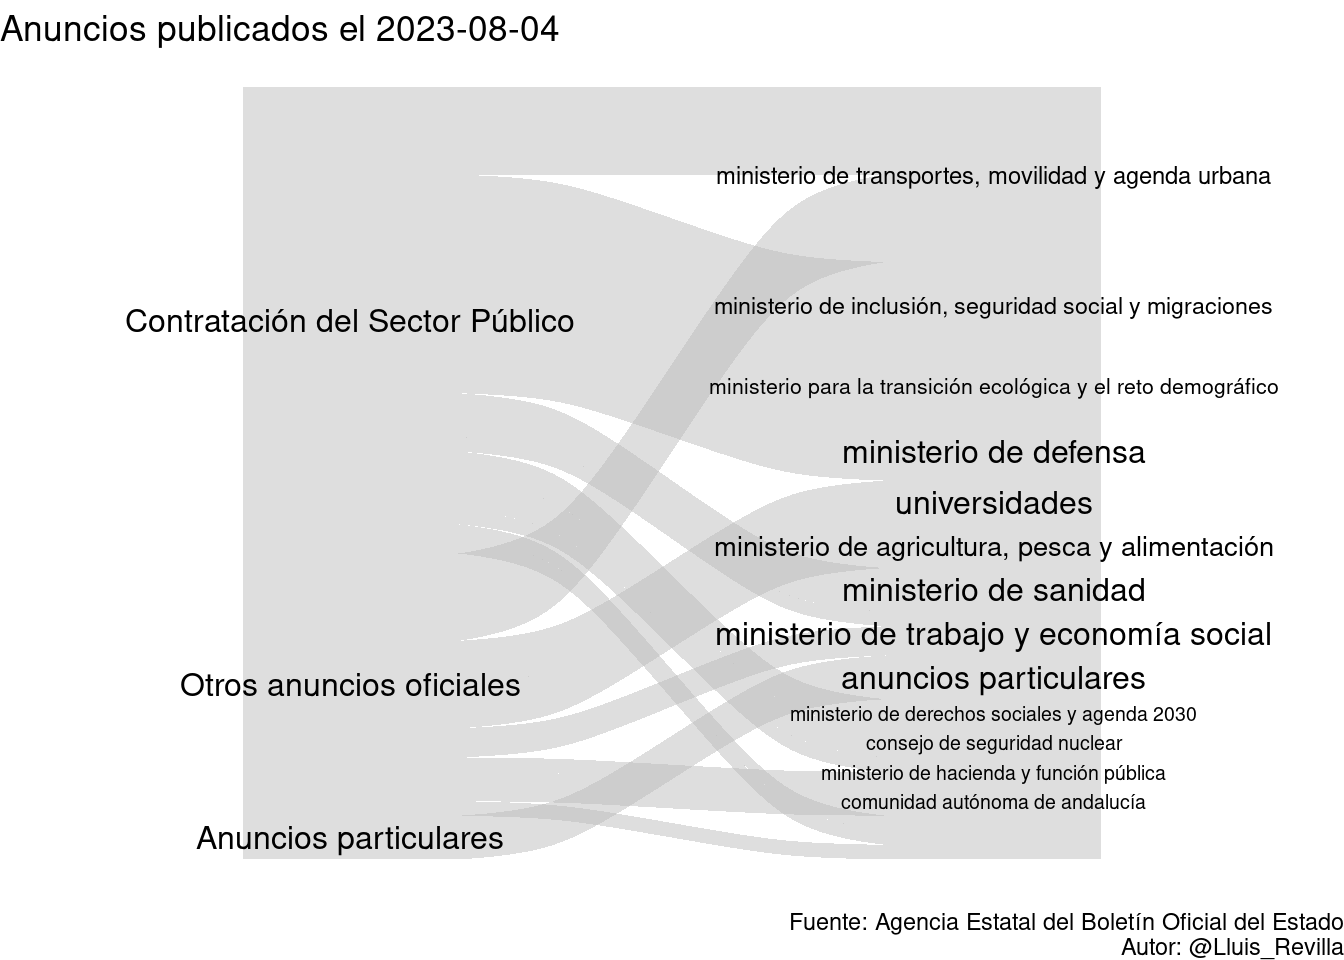 Anuncios publicados el 2023-08-04
ministerio de transportes, movilidad y agenda urbana
ministerio de inclusión, seguridad social y migraciones
Contratación del Sector Público
ministerio para la transición ecológica y el reto demográfico
ministerio de defensa
universidades
ministerio de agricultura, pesca y alimentación
ministerio de sanidad
ministerio de trabajo y economía social
anuncios particulares
Otros anuncios oficiales
ministerio de derechos sociales y agenda 2030
consejo de seguridad nuclear
ministerio de hacienda y función pública
comunidad autónoma de andalucía
Anuncios particulares
Fuente: Agencia Estatal del Boletín Oficial del Estado
Autor: @Lluis_Revilla